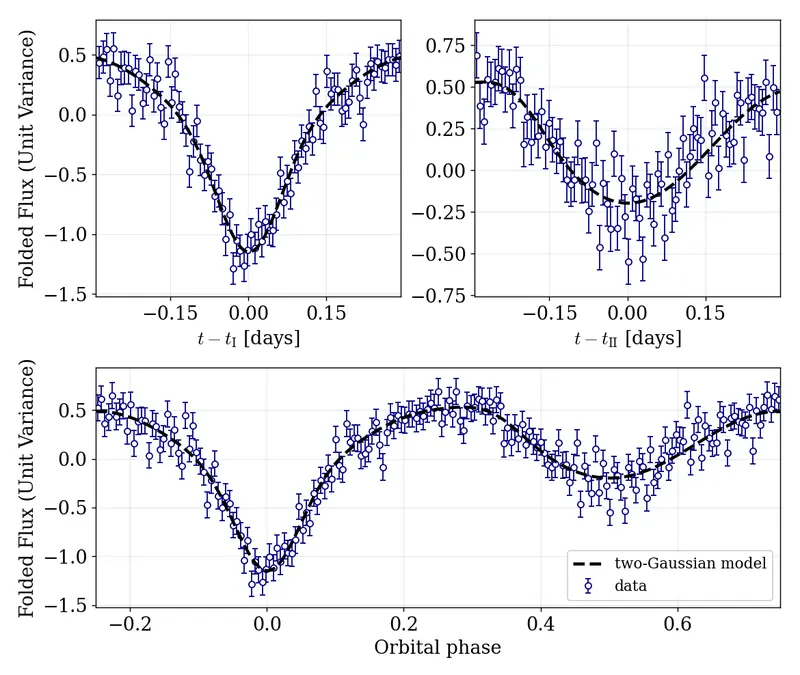 Folded Flux (Unit Variance)
0.5
0.0
−0.5
−1.0
−1.5
−0.15 0.00 0.15
t − t_I [days]
0.75
0.50
0.25
0.00
−0.25
−0.50
−0.75
−0.15 0.00 0.15
t − t_II [days]
Folded Flux (Unit Variance)
0.5
0.0
−0.5
−1.0
−1.5
−0.2 0.0 0.2 0.4 0.6
Orbital phase
two-Gaussian model
data